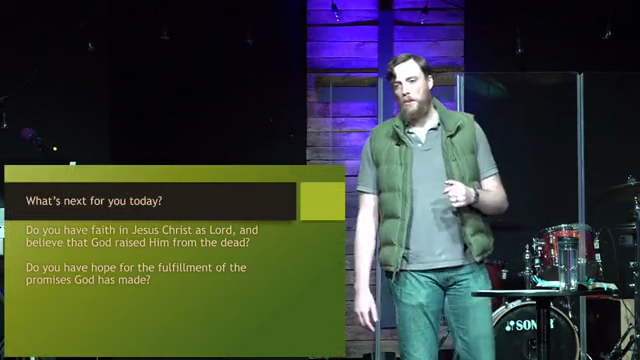 What's next for you today?
Do you have faith in Jesus Christ as Lord, and
believe that God raised Him from the dead?
Do you have hope for the fulfillment of the
promises God has made?
SONOR